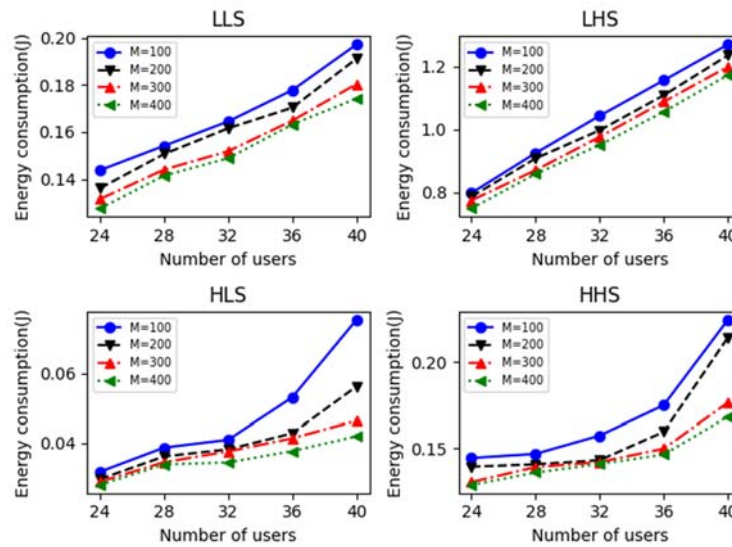 LLS
Energy consumption(J)
0.20
0.18
0.16
0.14
M=100
M=200
M=300
M=400
24 28 32 36 40
Number of users
LHS
Energy consumption(J)
1.2
1.0
0.8
M=100
M=200
M=300
M=400
24 28 32 36 40
Number of users
HLS
Energy consumption(J)
0.06
0.04
M=100
M=200
M=300
M=400
24 28 32 36 40
Number of users
HHS
Energy consumption(J)
0.20
0.15
M=100
M=200
M=300
M=400
24 28 32 36 40
Number of users